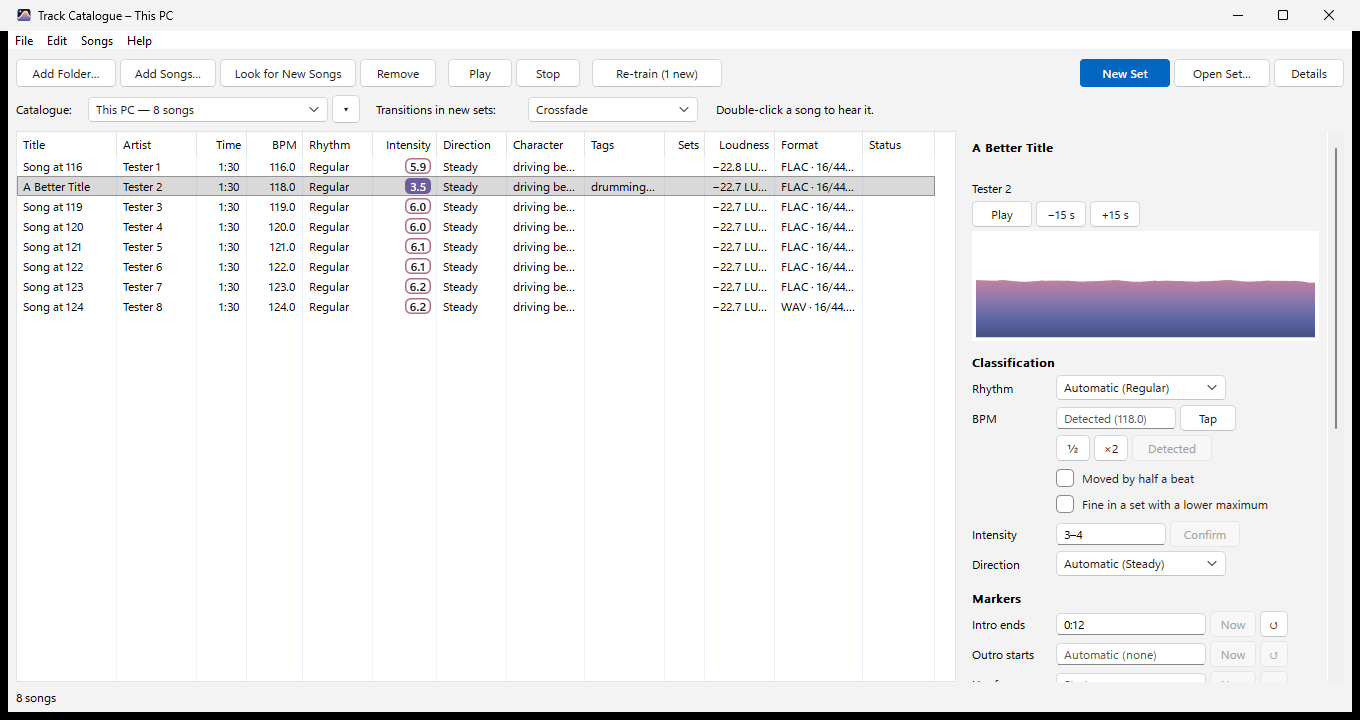 Track Catalogue – This PC
File Edit Songs Help
Add Folder... Add Songs... Look for New Songs Remove Play Stop Re-train (1 new) New Set Open Set... Details
Catalogue: This PC — 8 songs Transitions in new sets: Crossfade Double-click a song to hear it.
Title Artist Time BPM Rhythm Intensity Direction Character Tags Sets Loudness Format Status
Song at 116 Tester 1 1:30 116.0 Regular 5.9 Steady driving be... −22.8 LU... FLAC · 16/44...
A Better Title Tester 2 1:30 118.0 Regular 3.5 Steady driving be... drumming... −22.7 LU... FLAC · 16/44...
Song at 119 Tester 3 1:30 119.0 Regular 6.0 Steady driving be... −22.7 LU... FLAC · 16/44...
Song at 120 Tester 4 1:30 120.0 Regular 6.0 Steady driving be... −22.7 LU... FLAC · 16/44...
Song at 121 Tester 5 1:30 121.0 Regular 6.1 Steady driving be... −22.7 LU... FLAC · 16/44...
Song at 122 Tester 6 1:30 122.0 Regular 6.1 Steady driving be... −22.7 LU... FLAC · 16/44...
Song at 123 Tester 7 1:30 123.0 Regular 6.2 Steady driving be... −22.7 LU... FLAC · 16/44...
Song at 124 Tester 8 1:30 124.0 Regular 6.2 Steady driving be... −22.7 LU... WAV · 16/44....
8 songs
A Better Title
Tester 2
Play −15 s +15 s
Classification
Rhythm Automatic (Regular)
BPM Detected (118.0) Tap
½ ×2 Detected
Moved by half a beat
Fine in a set with a lower maximum
Intensity 3–4 Confirm
Direction Automatic (Steady)
Markers
Intro ends 0:12 Now ↺
Outro starts Automatic (none) Now ↺